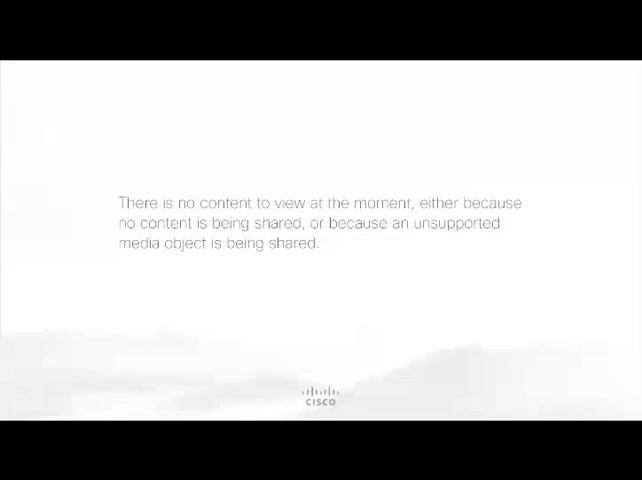 There is no content to view at the moment, either because
no content is being shared, or because an unsupported
media object is being shared.
CISCO